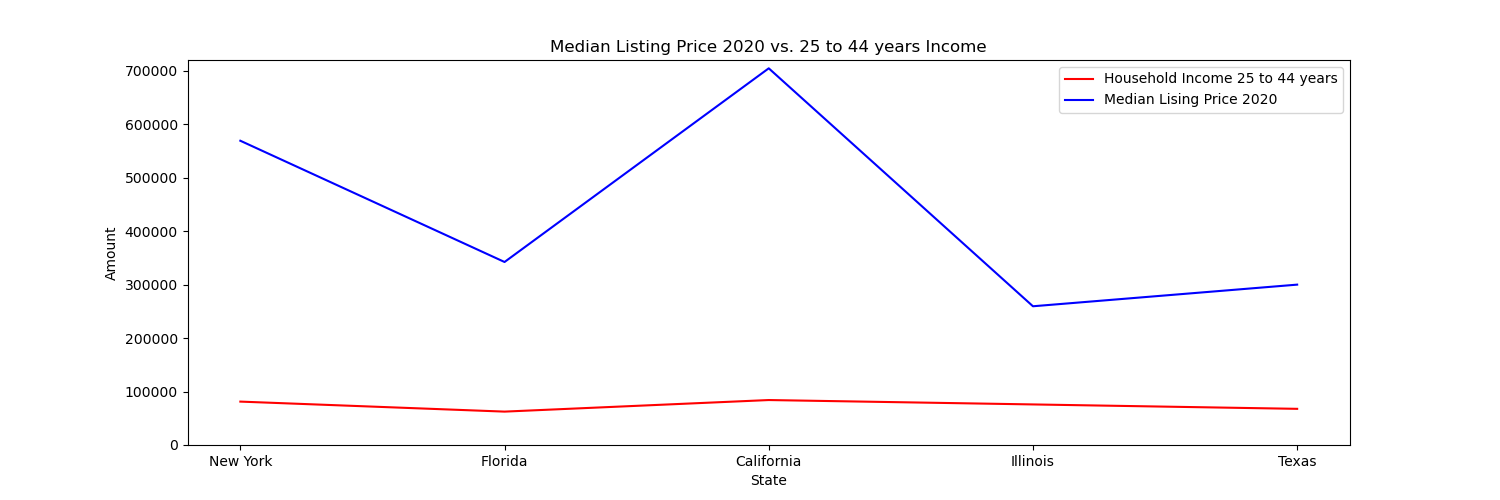 Median Listing Price 2020 vs. 25 to 44 years Income
Household Income 25 to 44 years
Median Lising Price 2020
700000
600000
500000
400000
300000
200000
100000
0
Amount
New York Florida California Illinois Texas
State